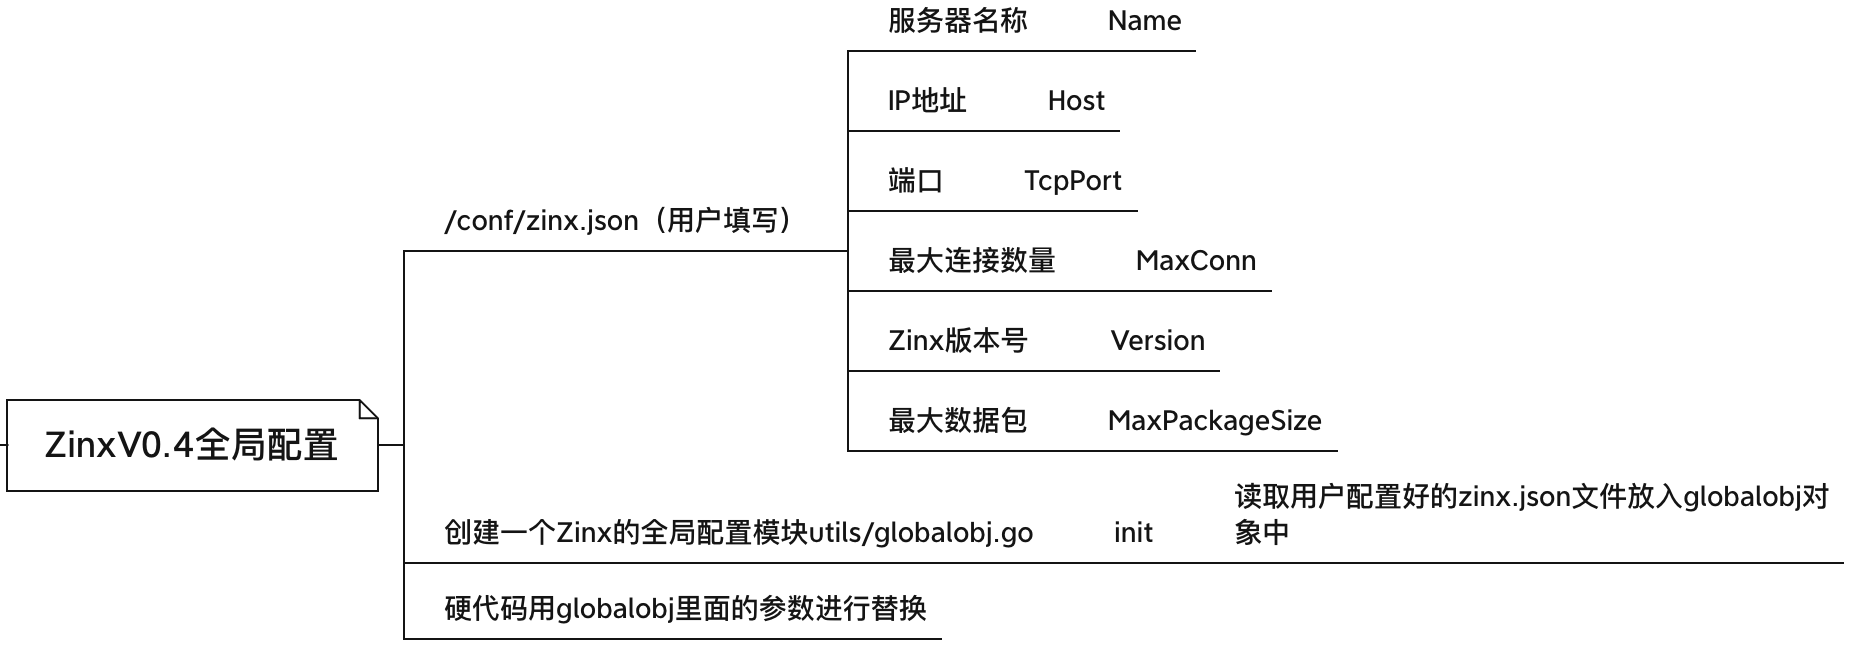 服务器名称 Name
IP地址 Host
端口 TcpPort
/conf/zinx.json（用户填写）
最大连接数量 MaxConn
Zinx版本号 Version
最大数据包 MaxPackageSize
ZinxV0.4全局配置
读取用户配置好的zinx.json文件放入globalobj对
象中
创建一个Zinx的全局配置模块utils/globalobj.go init
硬代码用globalobj里面的参数进行替换